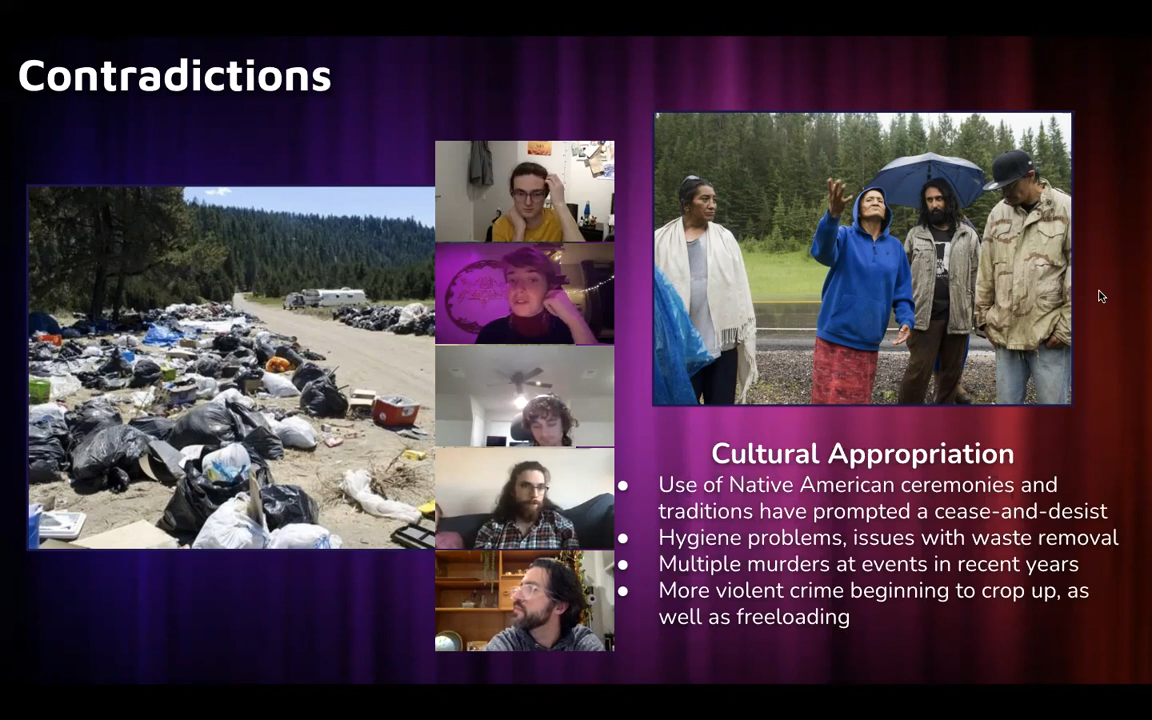 Contradictions
Cultural Appropriation
● Use of Native American ceremonies and
traditions have prompted a cease-and-desist
● Hygiene problems, issues with waste removal
● Multiple murders at events in recent years
● More violent crime beginning to crop up, as
well as freeloading